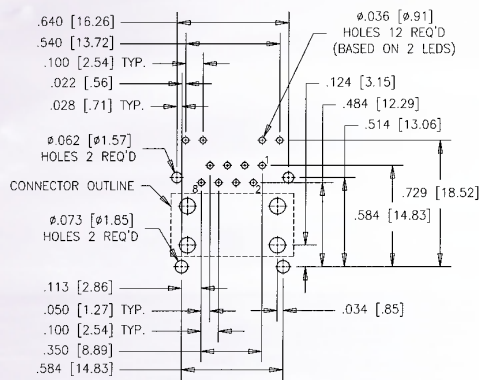 .640 [16.26]
.540 [13.72]
.100 [2.54] TYP.
.022 [.56]
.028 [.71] TYP.
ø.036 [ø.91]
HOLES 12 REQ'D
(BASED ON 2 LEDS)
.124 [3.15]
.484 [12.29]
.514 [13.06]
ø.062 [ø1.57]
HOLES 2 REQ'D
1
8
2
CONNECTOR OUTLINE
.729 [18.52]
.584 [14.83]
ø.073 [ø1.85]
HOLES 2 REQ'D
.113 [2.86]
.050 [1.27] TYP.
.034 [.85]
.100 [2.54] TYP.
.350 [8.89]
.584 [14.83]